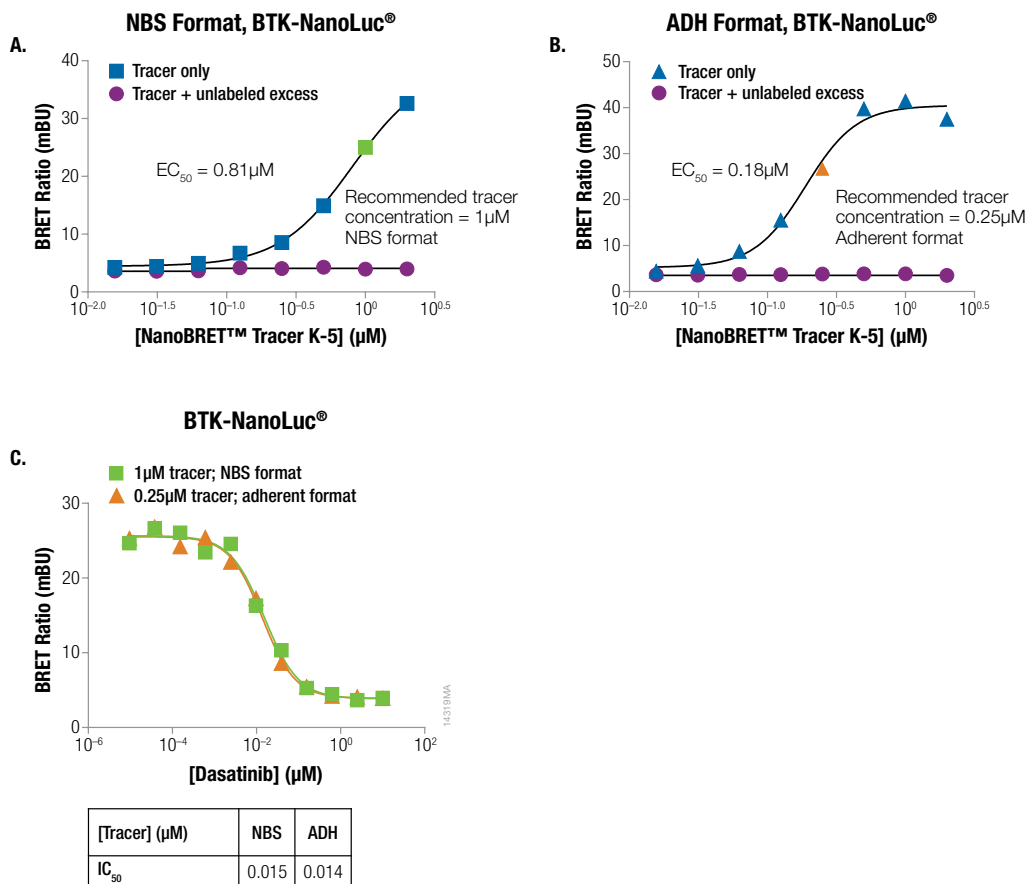 NBS Format, BTK-NanoLuc®
A.
Tracer only
Tracer + unlabeled excess
EC50 = 0.81µM
Recommended tracer
concentration = 1µM
NBS format
BRET Ratio (mBU)
40
30
20
10
0
10–2.0 10–1.5 10–1.0 10–0.5 100 100.5
[NanoBRET™ Tracer K-5] (µM)
ADH Format, BTK-NanoLuc®
B.
Tracer only
Tracer + unlabeled excess
EC50 = 0.18µM
Recommended tracer
concentration = 0.25µM
Adherent format
BRET Ratio (mBU)
50
40
30
20
10
0
10–2.0 10–1.5 10–1.0 10–0.5 100 100.5
[NanoBRET™ Tracer K-5] (µM)
BTK-NanoLuc®
C.
1µM tracer; NBS format
0.25µM tracer; adherent format
BRET Ratio (mBU)
30
20
10
0
10–6 10–4 10–2 100 102
[Dasatinib] (µM)
14319MA
[Tracer] (µM) NBS ADH
IC50 0.015 0.014